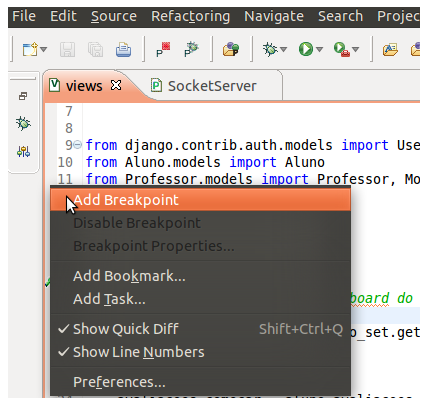 File Edit Source Refactoring Navigate Search Projec
views SocketServer
7
8
9 from django.contrib.auth.models import Use
10 from Aluno.models import Aluno
11 from Professor.models import Professor, Mo
Add Breakpoint
Disable Breakpoint
Breakpoint Properties...
Add Bookmark...
Add Task...
board do
Show Quick Diff Shift+Ctrl+Q
o_set.get
Show Line Numbers
Preferences...